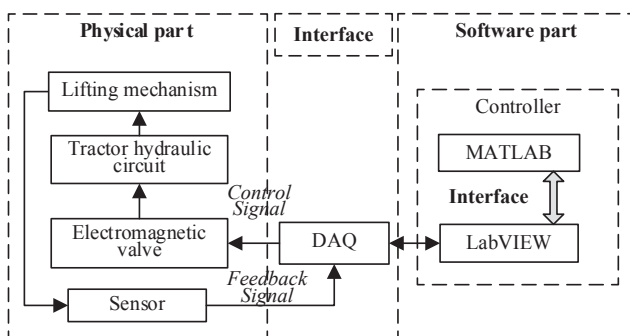 Physical part
Interface
Software part
Lifting mechanism
Controller
Tractor hydraulic
circuit
MATLAB
Control
Signal
Interface
Electromagnetic
valve
DAQ
LabVIEW
Feedback
Signal
Sensor